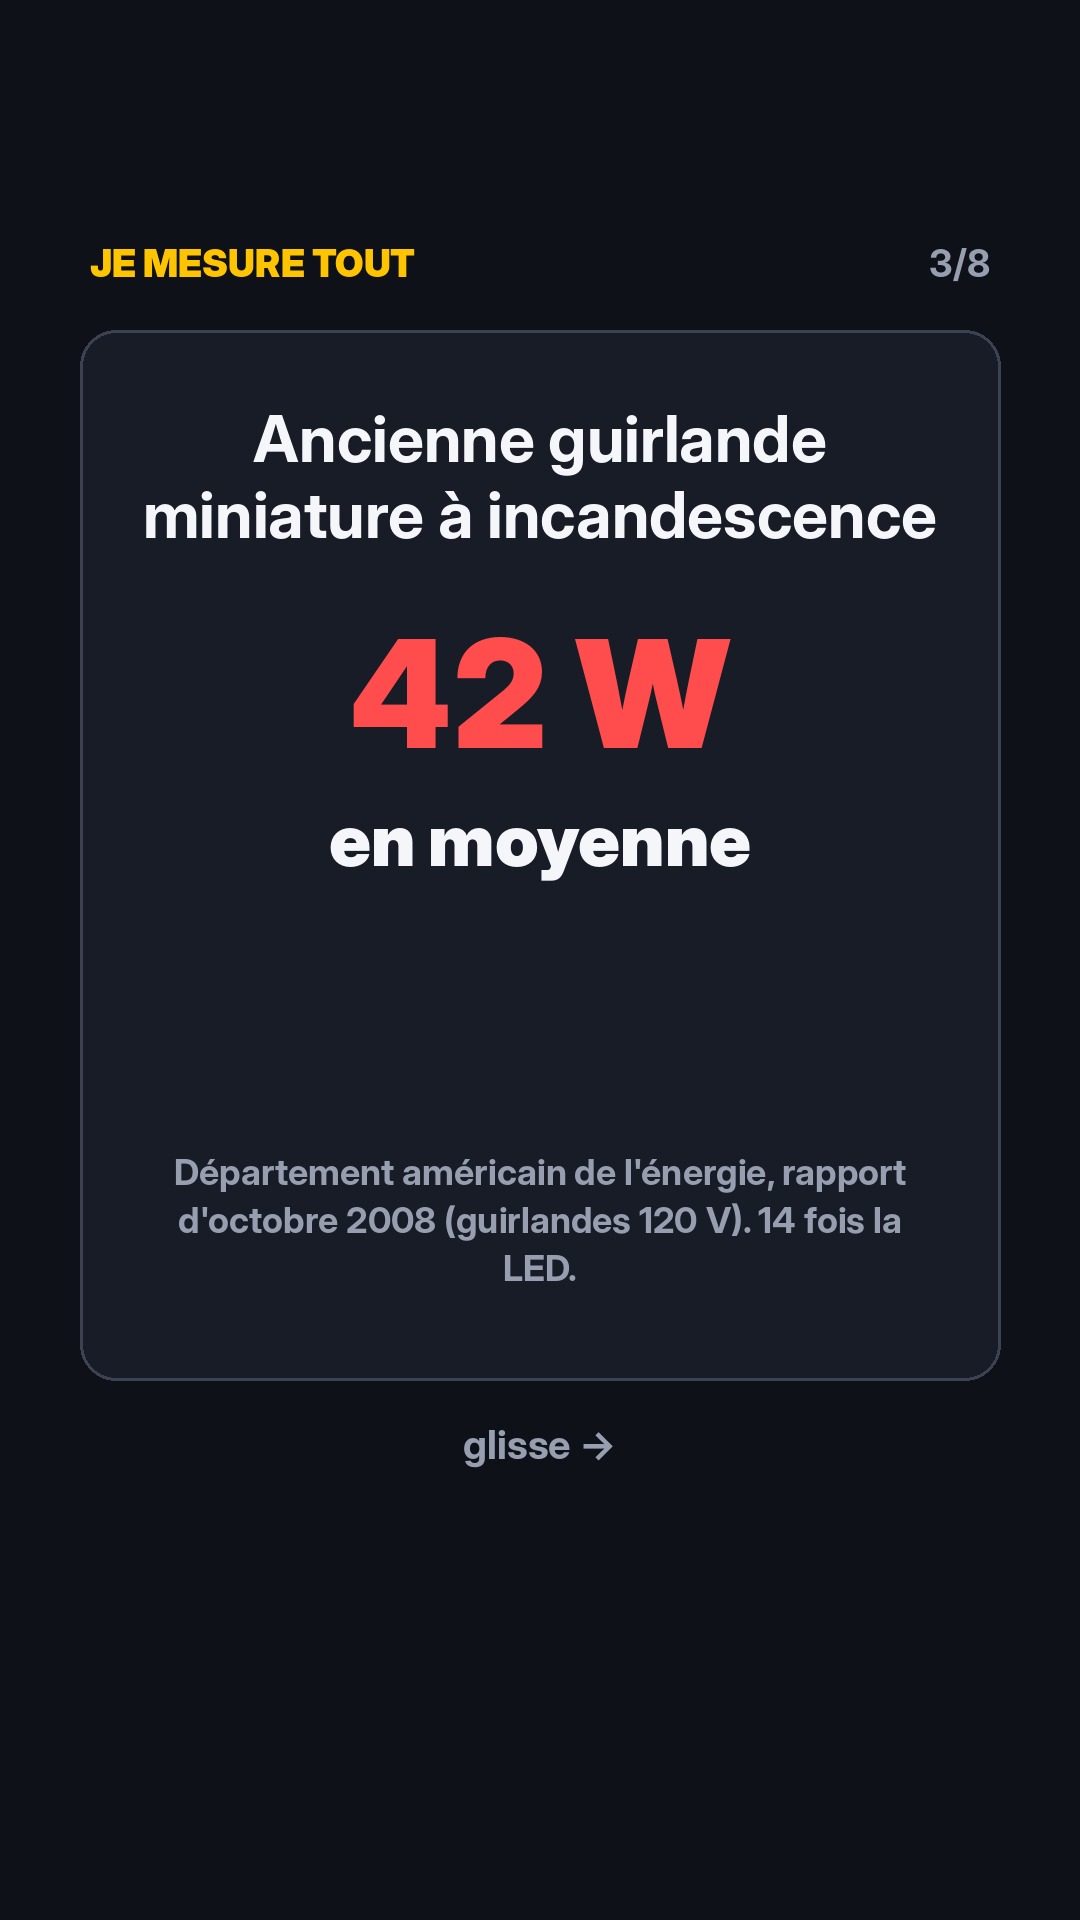 JE MESURE TOUT
3/8
Ancienne guirlande
miniature à incandescence
42 W
en moyenne
Département américain de l'énergie, rapport
d'octobre 2008 (guirlandes 120 V). 14 fois la
LED.
glisse →